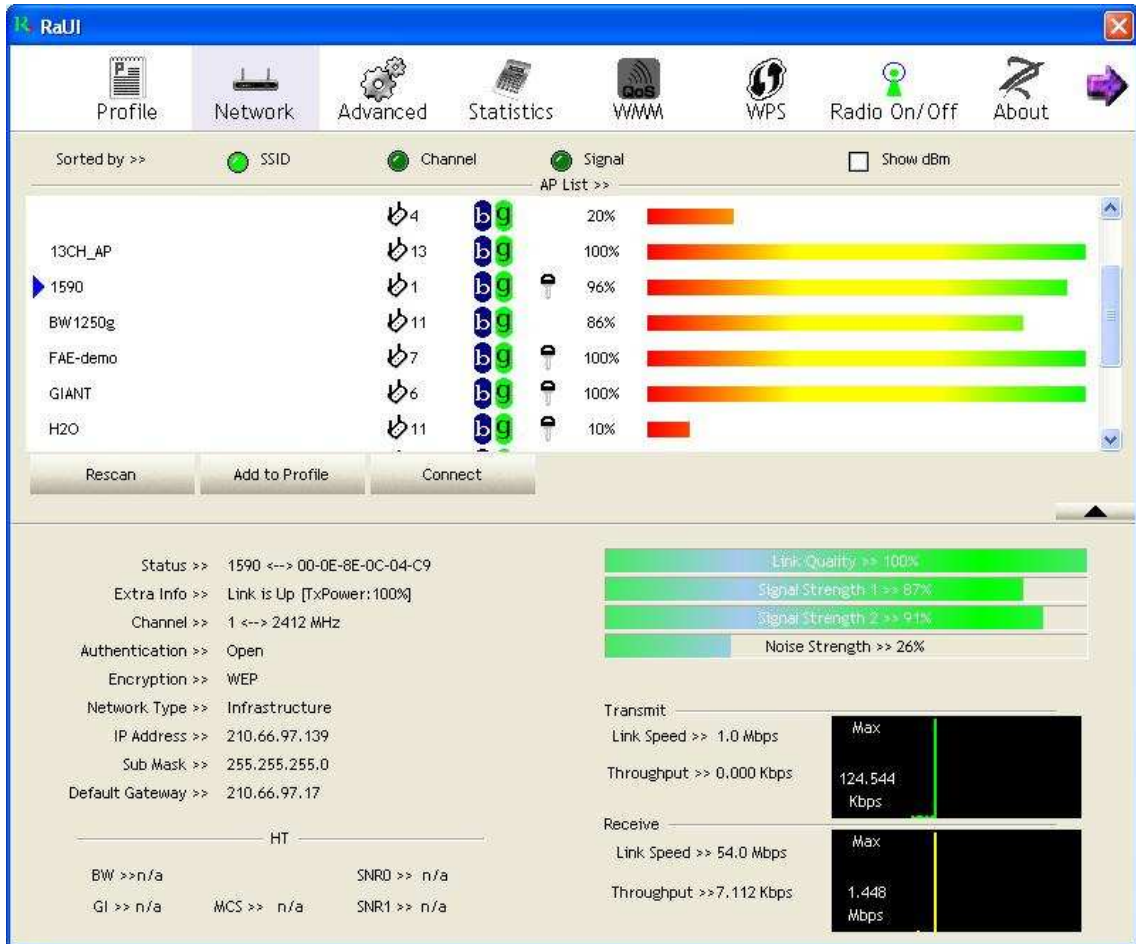 RaUI
Profile Network Advanced Statistics QoS WMM WPS Radio On/Off About
Sorted by >> SSID Channel Signal Show dBm
AP List >>
4 b g 20%
13CH_AP 13 b g 100%
1590 1 b g 96%
BW1250g 11 b g 86%
FAE-demo 7 b g 100%
GIANT 6 b g 100%
H2O 11 b g 10%
Rescan Add to Profile Connect
Status >> 1590 <--> 00-0E-8E-0C-04-C9
Extra Info >> Link is Up [TxPower:100%]
Channel >> 1 <--> 2412 MHz
Authentication >> Open
Encryption >> WEP
Network Type >> Infrastructure
IP Address >> 210.66.97.139
Sub Mask >> 255.255.255.0
Default Gateway >> 210.66.97.17
HT
BW >>n/a SNR0 >> n/a
GI >> n/a MCS >> n/a SNR1 >> n/a
Link Quality >> 100%
Signal Strength 1 >> 87%
Signal Strength 2 >> 91%
Noise Strength >> 26%
Transmit
Link Speed >> 1.0 Mbps
Throughput >> 0.000 Kbps
Max
124.544
Kbps
Receive
Link Speed >> 54.0 Mbps
Throughput >>7.112 Kbps
Max
1.448
Mbps